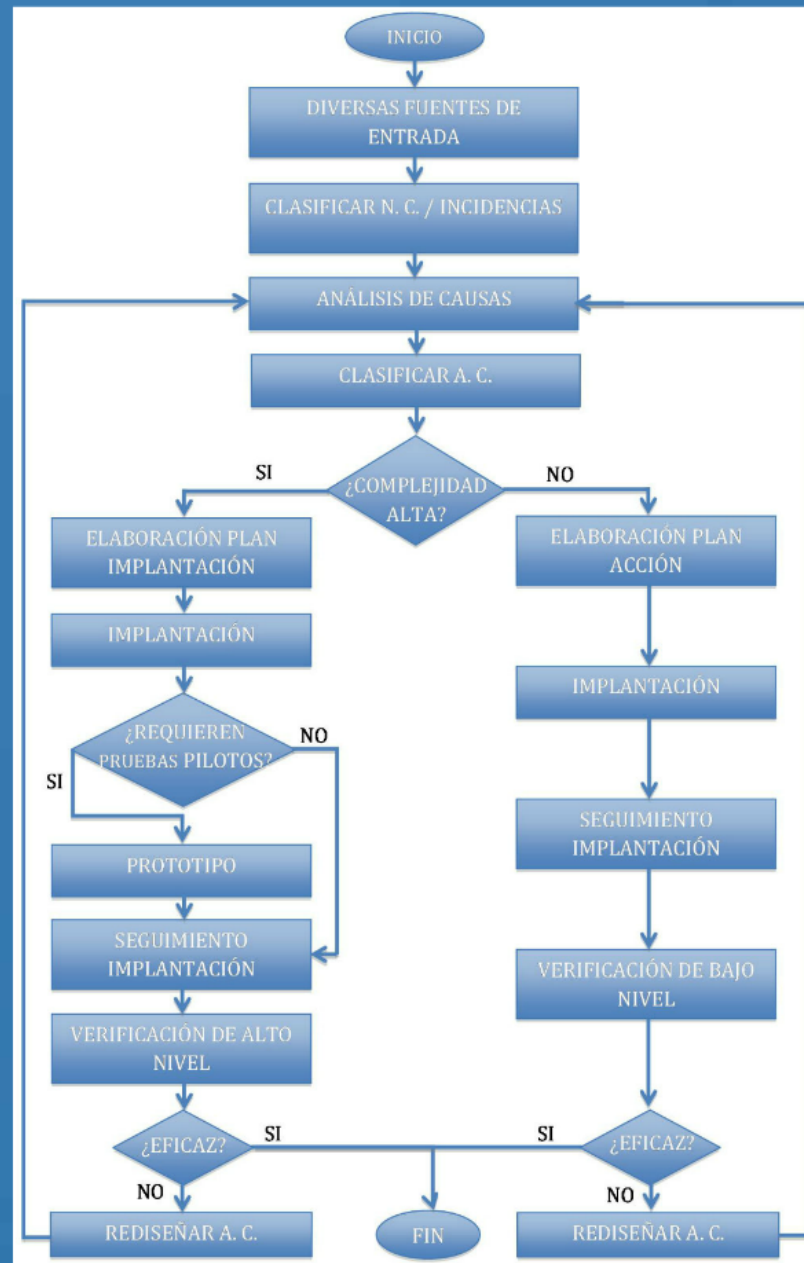 INICIO
DIVERSAS FUENTES DE
ENTRADA
CLASIFICAR N. C. / INCIDENCIAS
ANÁLISIS DE CAUSAS
CLASIFICAR A. C.
¿COMPLEJIDAD
ALTA?
SI
NO
ELABORACIÓN PLAN
IMPLANTACIÓN
IMPLANTACIÓN
¿REQUIEREN
PRUEBAS PILOTOS?
SI
NO
PROTOTIPO
SEGUIMIENTO
IMPLANTACIÓN
VERIFICACIÓN DE ALTO
NIVEL
¿EFICAZ?
SI
NO
REDISEÑAR A. C.
ELABORACIÓN PLAN
ACCIÓN
IMPLANTACIÓN
SEGUIMIENTO
IMPLANTACIÓN
VERIFICACIÓN DE BAJO
NIVEL
¿EFICAZ?
SI
NO
REDISEÑAR A. C.
FIN